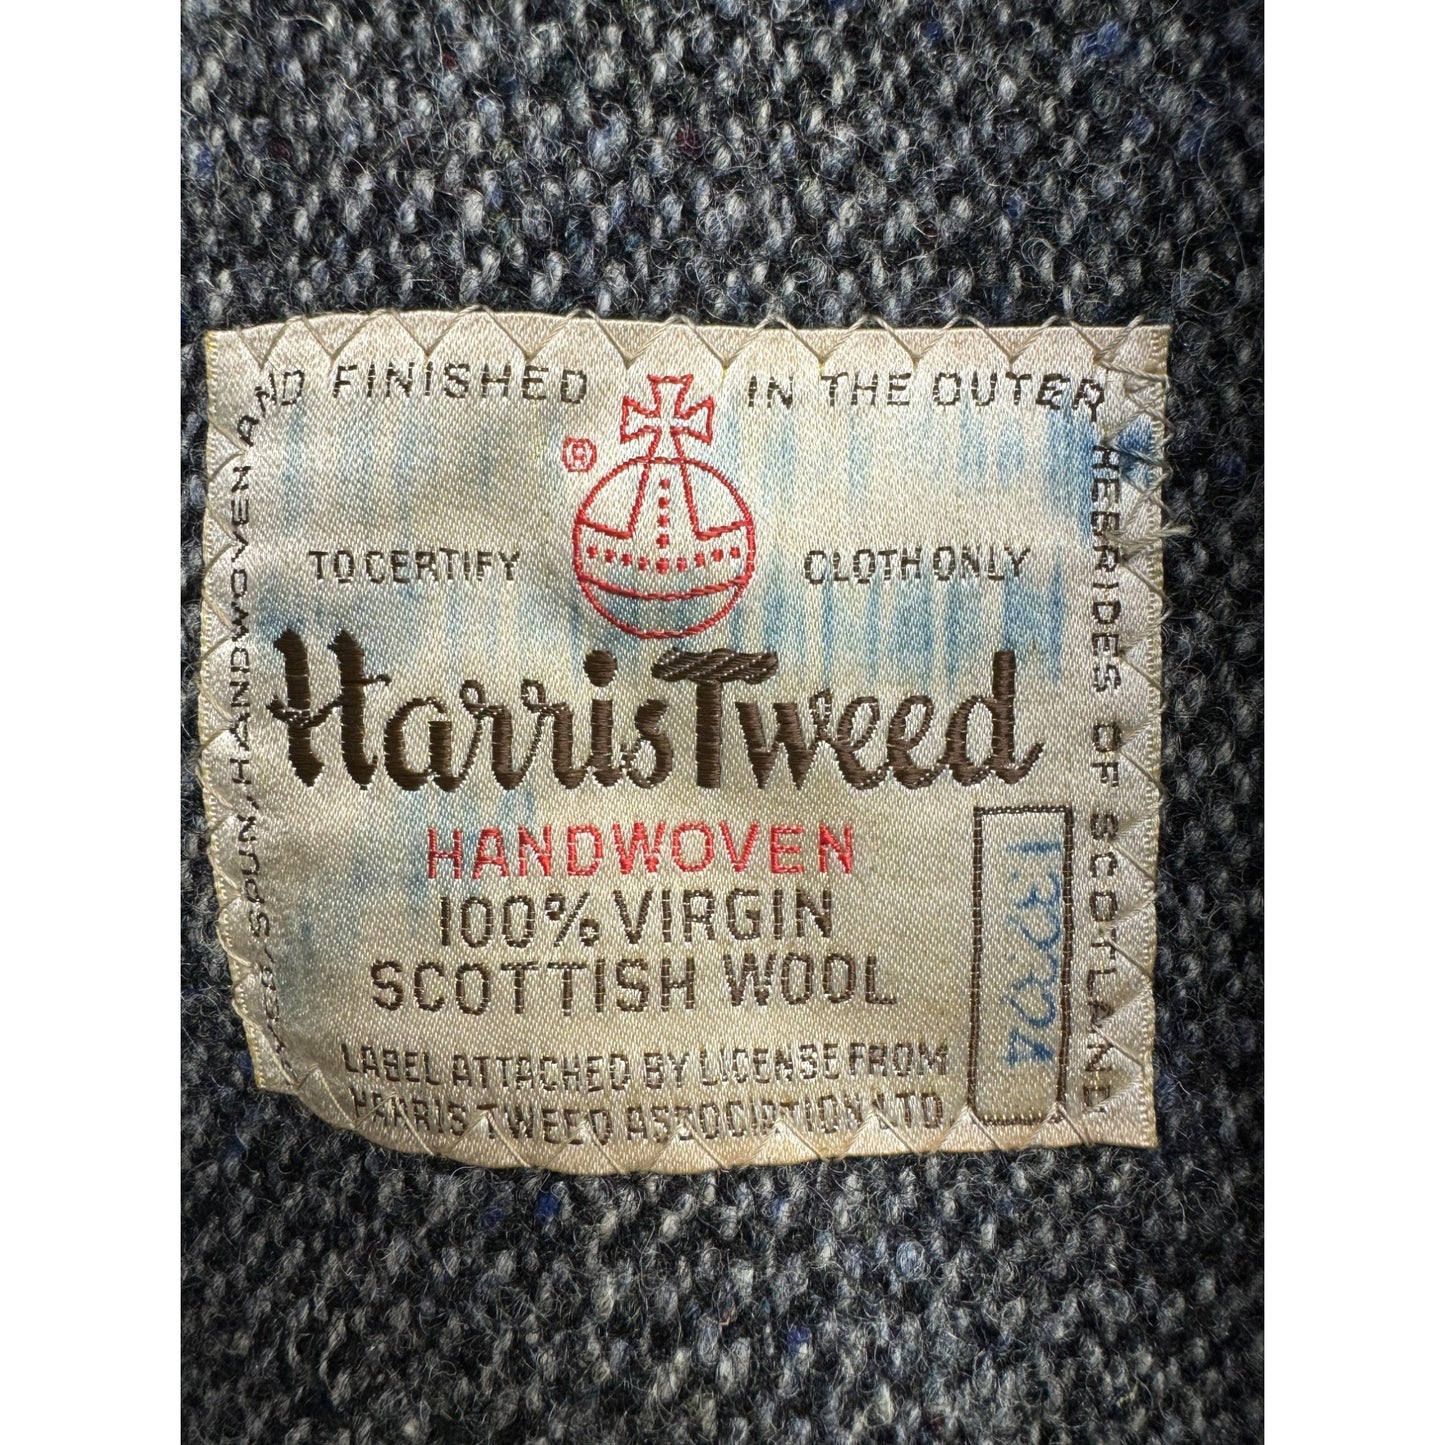 SPUN, HANDWOVEN AND FINISHED IN THE OUTER HEBRIDES OF SCOTLAND
®
TO CERTIFY CLOTH ONLY
Harris Tweed
HANDWOVEN
100% VIRGIN
SCOTTISH WOOL
LABEL ATTACHED BY LICENSE FROM
HARRIS TWEED ASSOCIATION LTD.